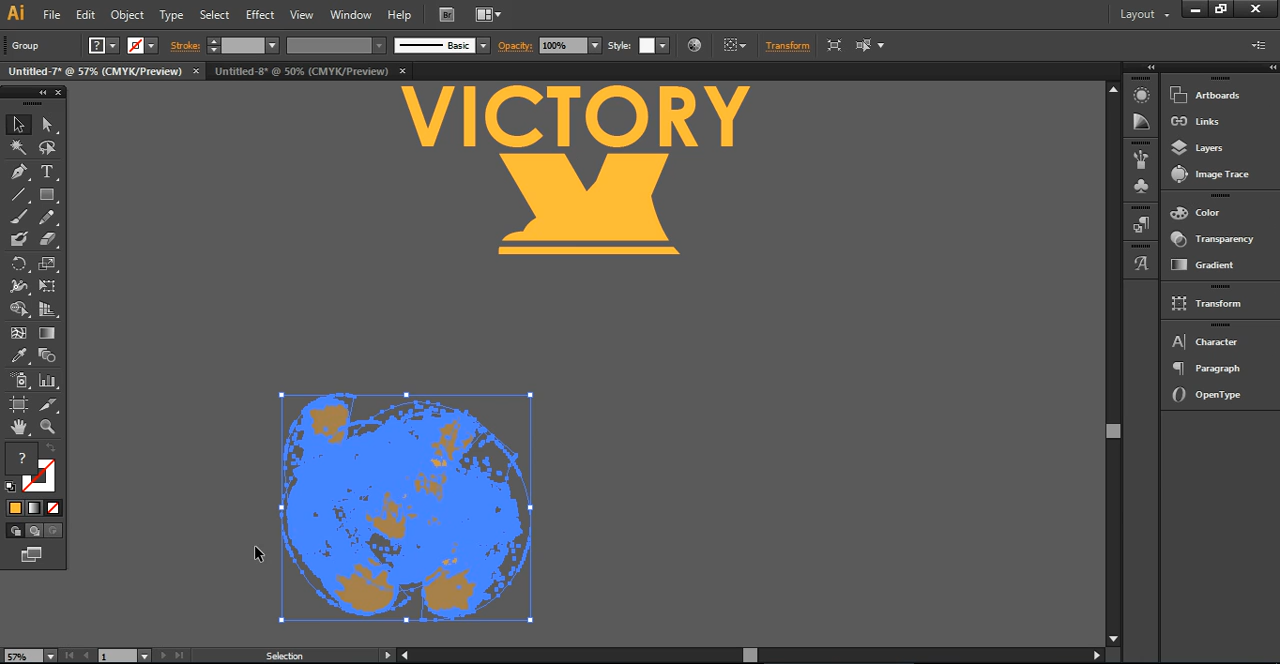 Ai File Edit Object Type Select Effect View Window Help Br Layout
Group ? Stroke: Basic Opacity: 100% Style: Transform
Untitled-7* @ 57% (CMYK/Preview) × Untitled-8* @ 50% (CMYK/Preview) ×
VICTORY
T
?
Artboards
Links
Layers
Image Trace
Color
Transparency
Gradient
Transform
A Character
Paragraph
OpenType
57% 1 Selection